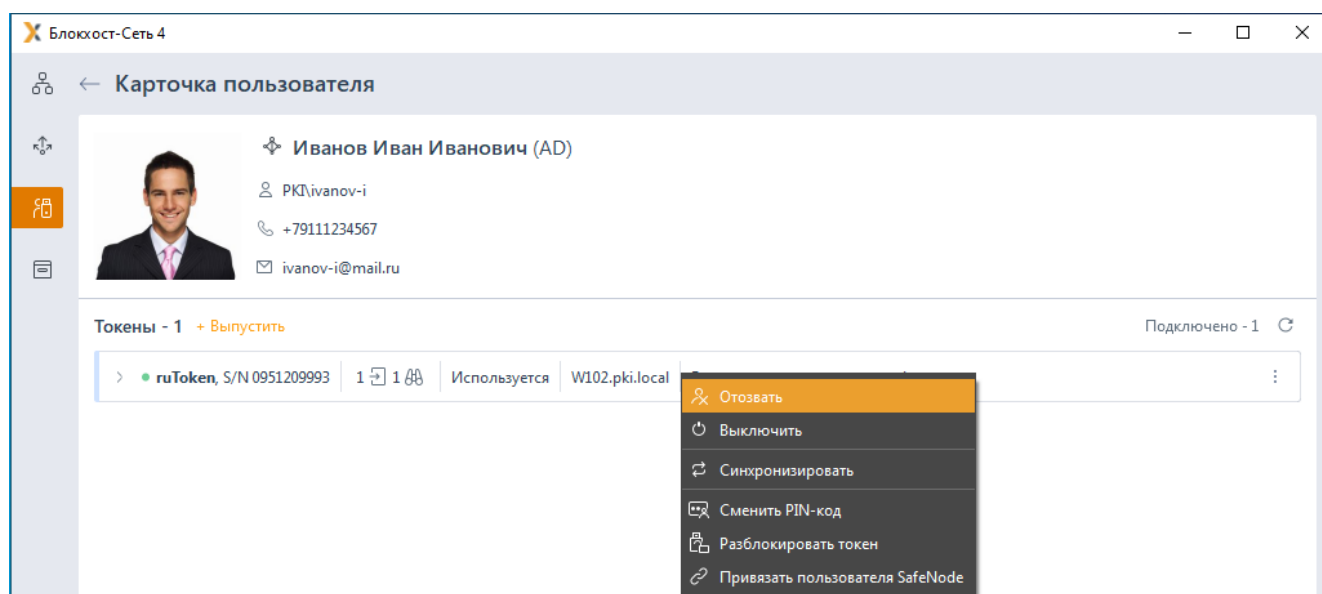 Блокхост-Сеть 4
Карточка пользователя
Иванов Иван Иванович (AD)
PKI\ivanov-i
+79111234567
ivanov-i@mail.ru
Токены - 1 + Выпустить Подключено - 1
ruToken, S/N 0951209993 1 1 Используется W102.pki.local
Отозвать
Выключить
Синхронизировать
Сменить PIN-код
Разблокировать токен
Привязать пользователя SafeNode